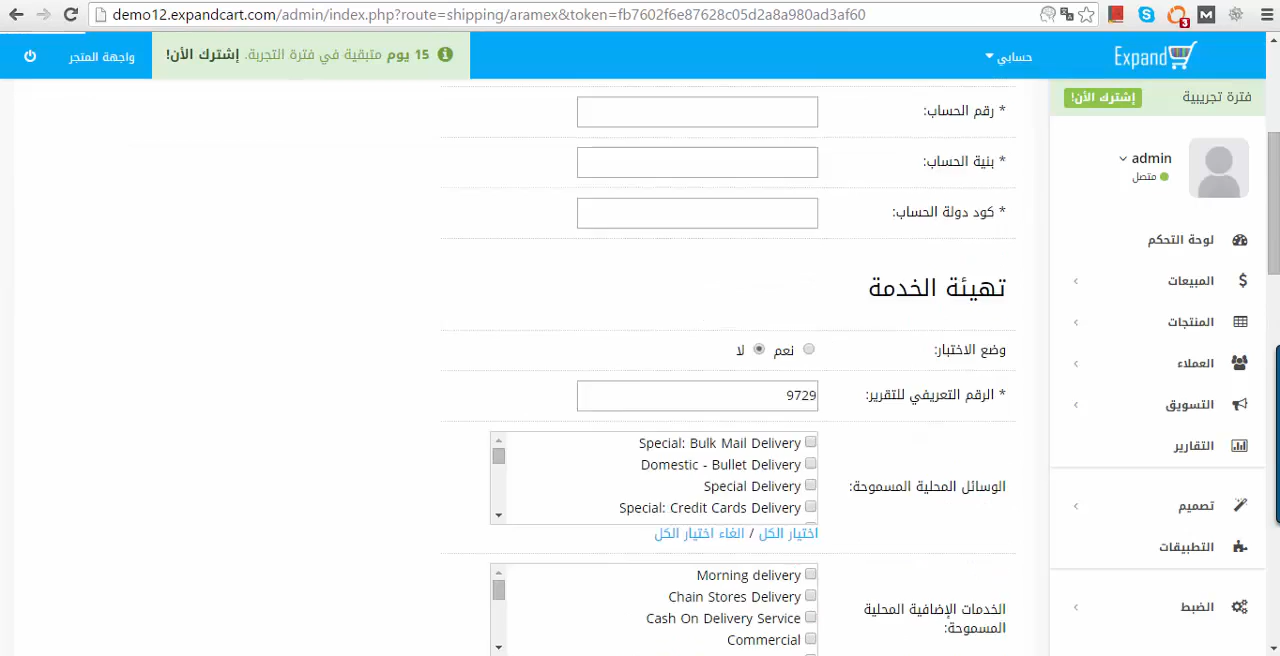 demo12.expandcart.com/admin/index.php?route=shipping/aramex&token=fb7602f6e87628c05d2a8a980ad3af60
3
Expand
حسابي
15 يوم متبقية في فترة التجربة. إشترك الأن!
واجهة المتجر
فترة تجريبية
إشترك الأن!
admin
متصل
لوحة التحكم
المبيعات
المنتجات
العملاء
التسويق
التقارير
تصميم
التطبيقات
الضبط
* رقم الحساب:
* بنية الحساب:
* كود دولة الحساب:
تهيئة الخدمة
وضع الاختبار:
نعم
لا
* الرقم التعريفي للتقرير:
9729
الوسائل المحلية المسموحة:
Special: Bulk Mail Delivery
Domestic - Bullet Delivery
Special Delivery
Special: Credit Cards Delivery
اختيار الكل / الغاء اختيار الكل
الخدمات الإضافية المحلية
المسموحة:
Morning delivery
Chain Stores Delivery
Cash On Delivery Service
Commercial